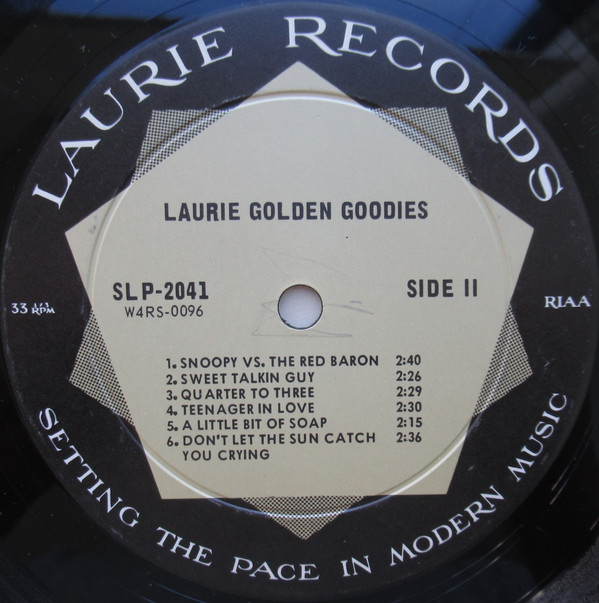 LAURIE RECORDS
LAURIE GOLDEN GOODIES
SLP-2041
W4RS-0096
SIDE II
33 1/3 RPM
RIAA
1. SNOOPY VS. THE RED BARON 2:40
2. SWEET TALKIN GUY 2:26
3. QUARTER TO THREE 2:29
4. TEENAGER IN LOVE 2:30
5. A LITTLE BIT OF SOAP 2:15
6. DON'T LET THE SUN CATCH 2:36
YOU CRYING
SETTING THE PACE IN MODERN MUSIC